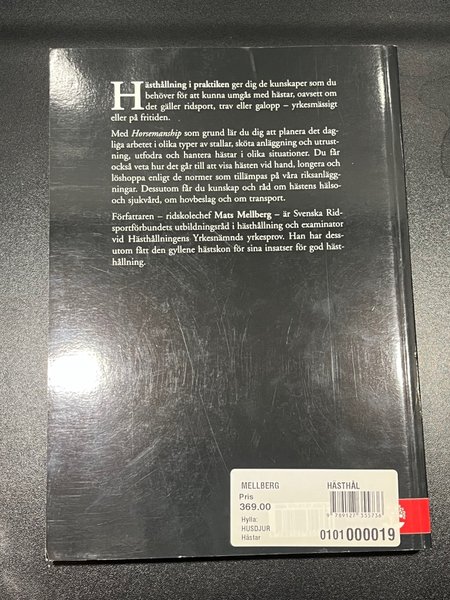 Hästhållning i praktiken ger dig de kunskaper som du
behöver för att kunna umgås med hästar, oavsett om
det gäller ridsport, trav eller galopp – yrkesmässigt
eller på fritiden.
Med Horsemanship som grund lär du dig att planera det dag-
liga arbetet i olika typer av stallar, sköta anläggning och utrust-
ning, utfodra och hantera hästar i olika situationer. Du får
också veta hur det går till att visa hästen vid hand, longera och
löshoppa enligt de normer som tillämpas på våra riksanlägg-
ningar. Dessutom får du kunskap och råd om hästens hälso-
och sjukvård, om hovbeslag och om transport.
Författaren – ridskolechef Mats Mellberg – är Svenska Rid-
sportförbundets utbildningsråd i hästhållning och examinator
vid Hästhållningens Yrkesnämnds yrkesprov. Han har dess-
utom fått den gyllene hästskon för sina insatser för god häst-
hållning.
MELLBERG HÄSTHÅL
Pris
369.00
9 789127 355736
Hylla:
HUSDJUR
Hästar
0101000019